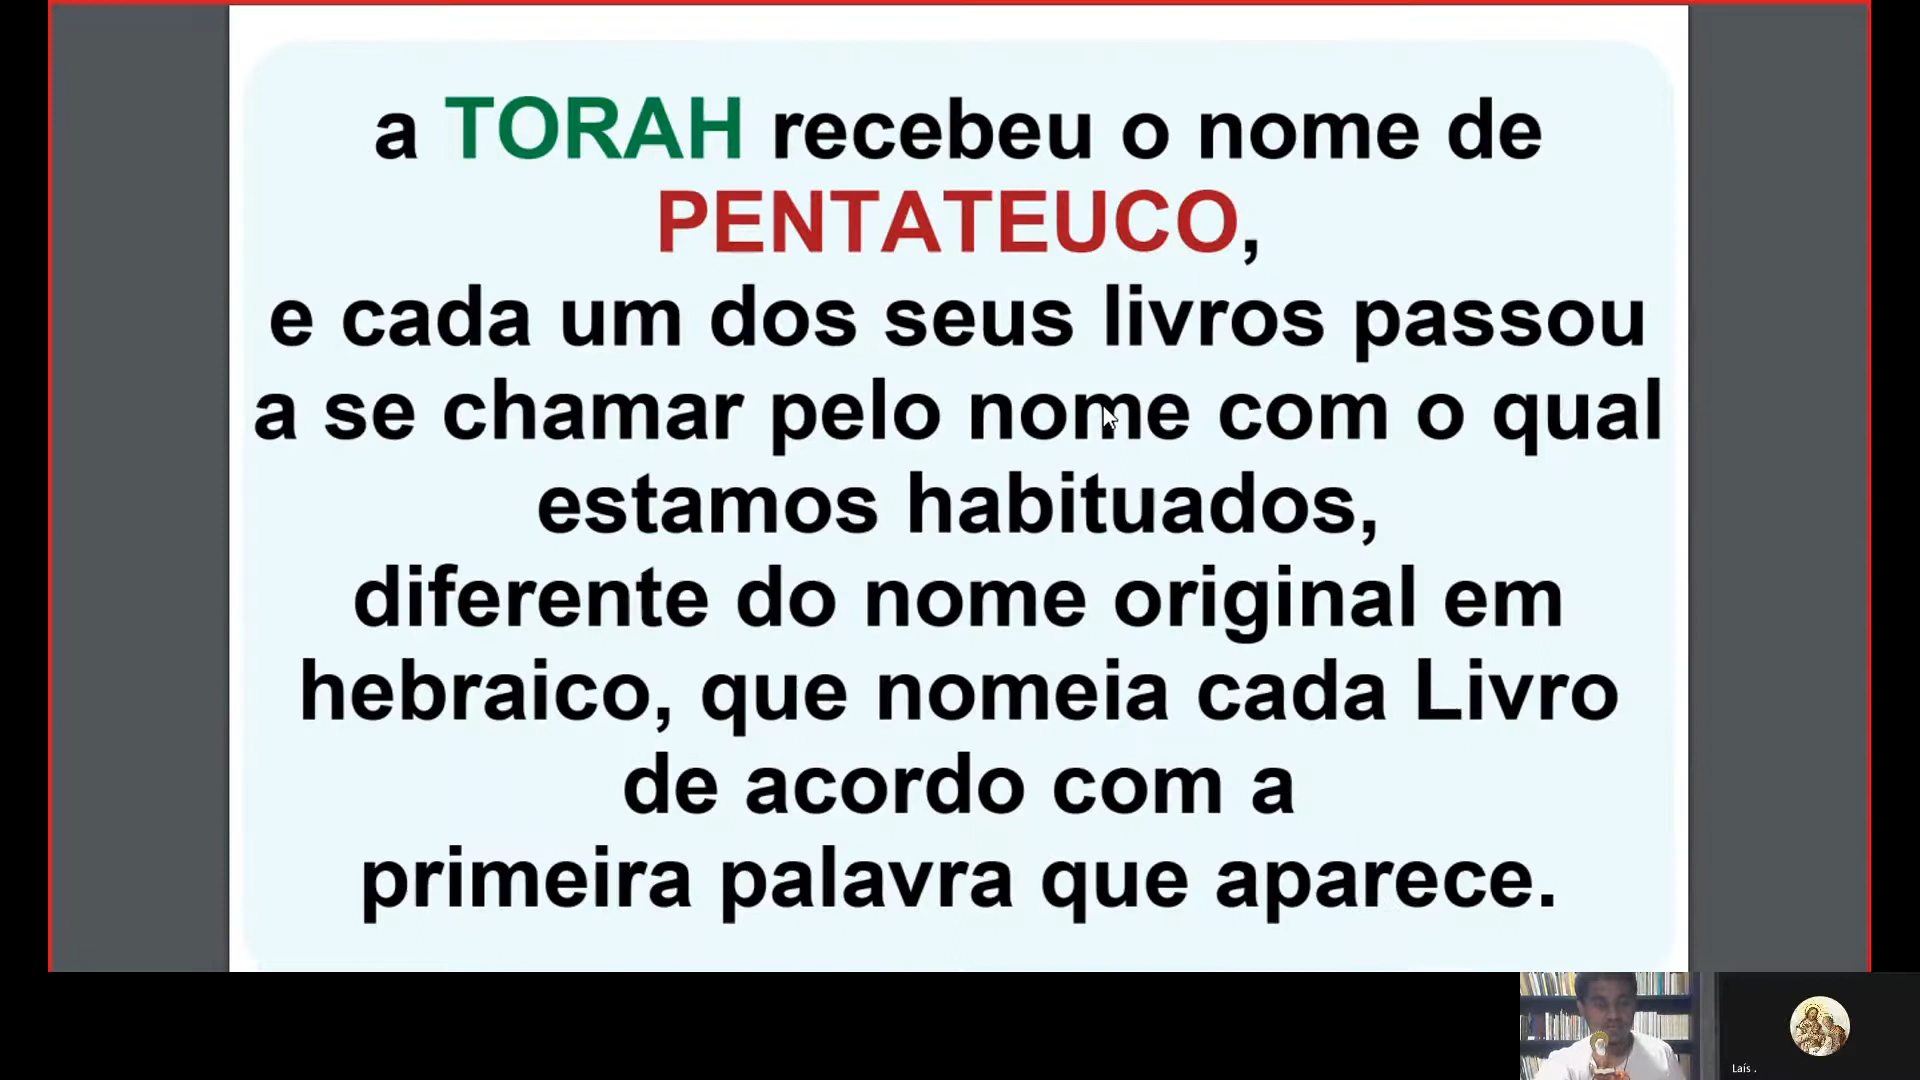 a TORAH recebeu o nome de
PENTATEUCO,
e cada um dos seus livros passou
a se chamar pelo nome com o qual
estamos habituados,
diferente do nome original em
hebraico, que nomeia cada Livro
de acordo com a
primeira palavra que aparece.
Laís .